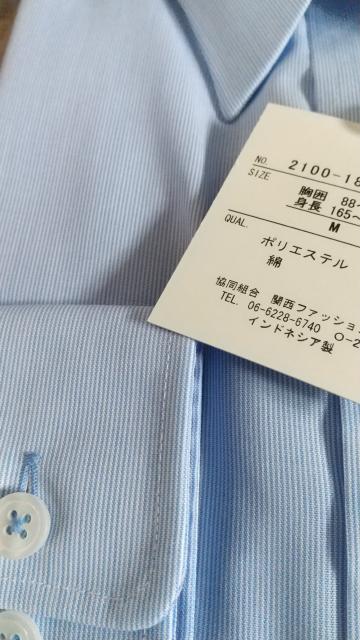 NO. 2100-18
SIZE
胸囲 88~
身長 165~
M
QUAL.
ポリエステル
綿
協同組合 関西ファッション
TEL. 06-6228-6740 O-2
インドネシア製